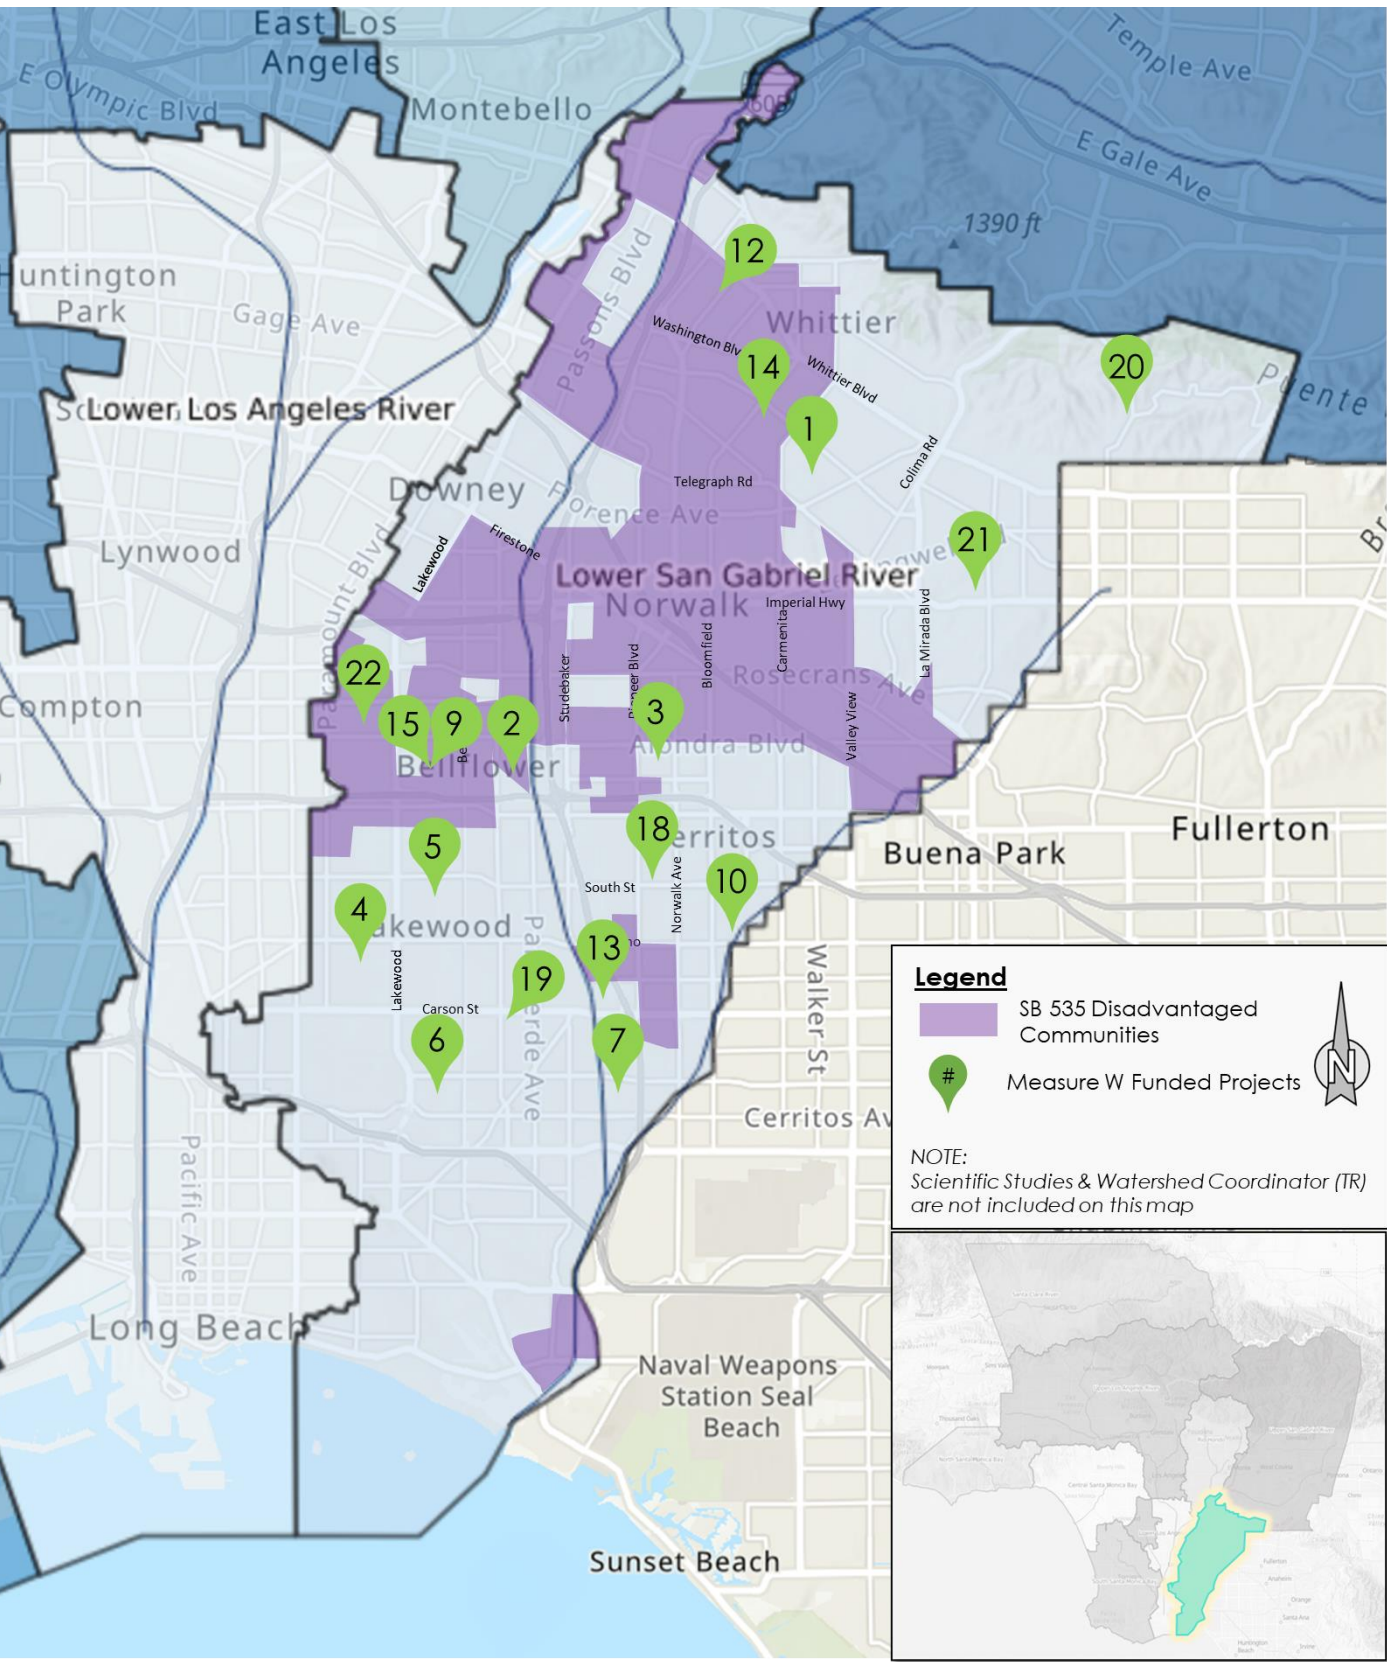 East Los
Angeles
E Olympic Blvd
Montebello
605
Temple Ave
E Gale Ave
1390 ft
12
Passons Blvd
Huntington
Park
Gage Ave
Washington Blv
Whittier
14
Whittier Blvd
20
Puente
1
Lower Los Angeles River
Colima Rd
Telegraph Rd
Downey
Florence Ave
Firestone
Lakewood
Lynwood
Paramount Blvd
21
Lower San Gabriel River
Norwalk
Imperial Hwy
Carmenita
Bloomfield
La Mirada Blvd
Studebaker
Rosecrans Ave
22
Compton
15
9
2
3
Valley View
Alondra Blvd
Be
Bellflower
5
18
erritos
Fullerton
Buena Park
South St
Norwalk Ave
10
4
akewood
13
no
Lakewood
19
Carson St
6
7
Walker St
Cerritos Av
Pacific Ave
Long Beach
Naval Weapons
Station Seal
Beach
Sunset Beach
Legend
SB 535 Disadvantaged
Communities
#
Measure W Funded Projects
N
NOTE:
Scientific Studies & Watershed Coordinator (TR)
are not included on this map